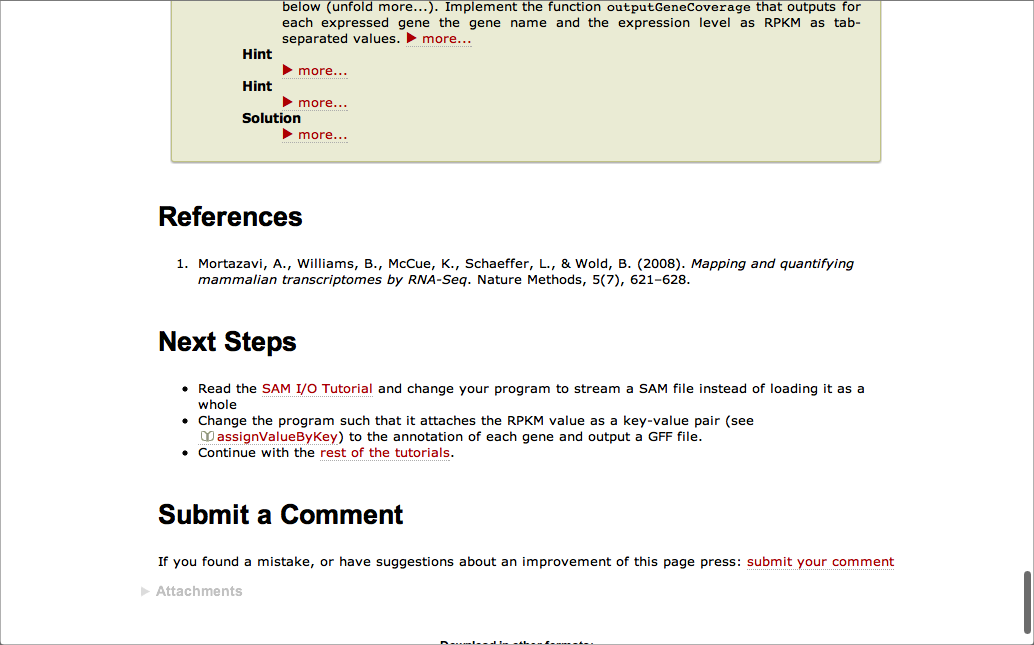 below (unfold more...). Implement the function outputGeneCoverage that outputs for
each expressed gene the gene name and the expression level as RPKM as tab-
separated values. ▶ more...
Hint
▶ more...
Hint
▶ more...
Solution
▶ more...
References
1. Mortazavi, A., Williams, B., McCue, K., Schaeffer, L., & Wold, B. (2008). Mapping and quantifying
mammalian transcriptomes by RNA-Seq. Nature Methods, 5(7), 621–628.
Next Steps
• Read the SAM I/O Tutorial and change your program to stream a SAM file instead of loading it as a
whole
• Change the program such that it attaches the RPKM value as a key-value pair (see
assignValueByKey) to the annotation of each gene and output a GFF file.
• Continue with the rest of the tutorials.
Submit a Comment
If you found a mistake, or have suggestions about an improvement of this page press: submit your comment
▶ Attachments
Download in other formats: